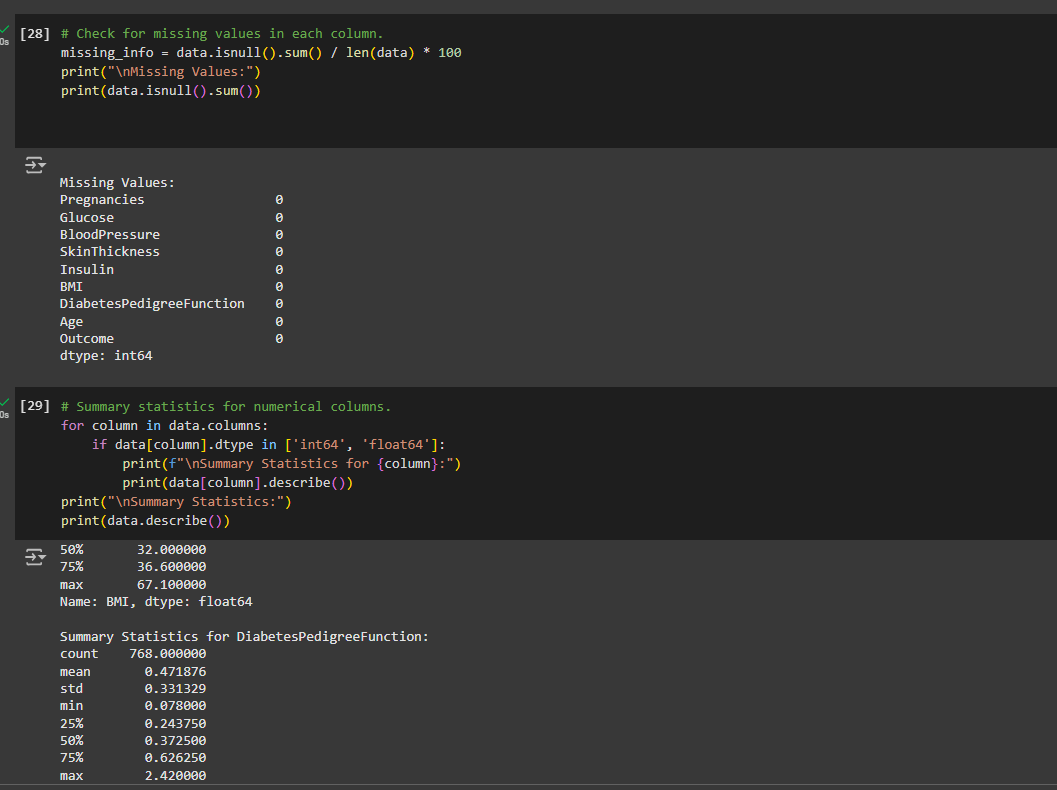 [28] # Check for missing values in each column.
0s
missing_info = data.isnull().sum() / len(data) * 100
print("\nMissing Values:")
print(data.isnull().sum())
Missing Values:
Pregnancies 0
Glucose 0
BloodPressure 0
SkinThickness 0
Insulin 0
BMI 0
DiabetesPedigreeFunction 0
Age 0
Outcome 0
dtype: int64
[29] # Summary statistics for numerical columns.
0s
for column in data.columns:
    if data[column].dtype in ['int64', 'float64']:
        print(f"\nSummary Statistics for {column}:")
        print(data[column].describe())
print("\nSummary Statistics:")
print(data.describe())
50% 32.000000
75% 36.600000
max 67.100000
Name: BMI, dtype: float64
Summary Statistics for DiabetesPedigreeFunction:
count 768.000000
mean 0.471876
std 0.331329
min 0.078000
25% 0.243750
50% 0.372500
75% 0.626250
max 2.420000